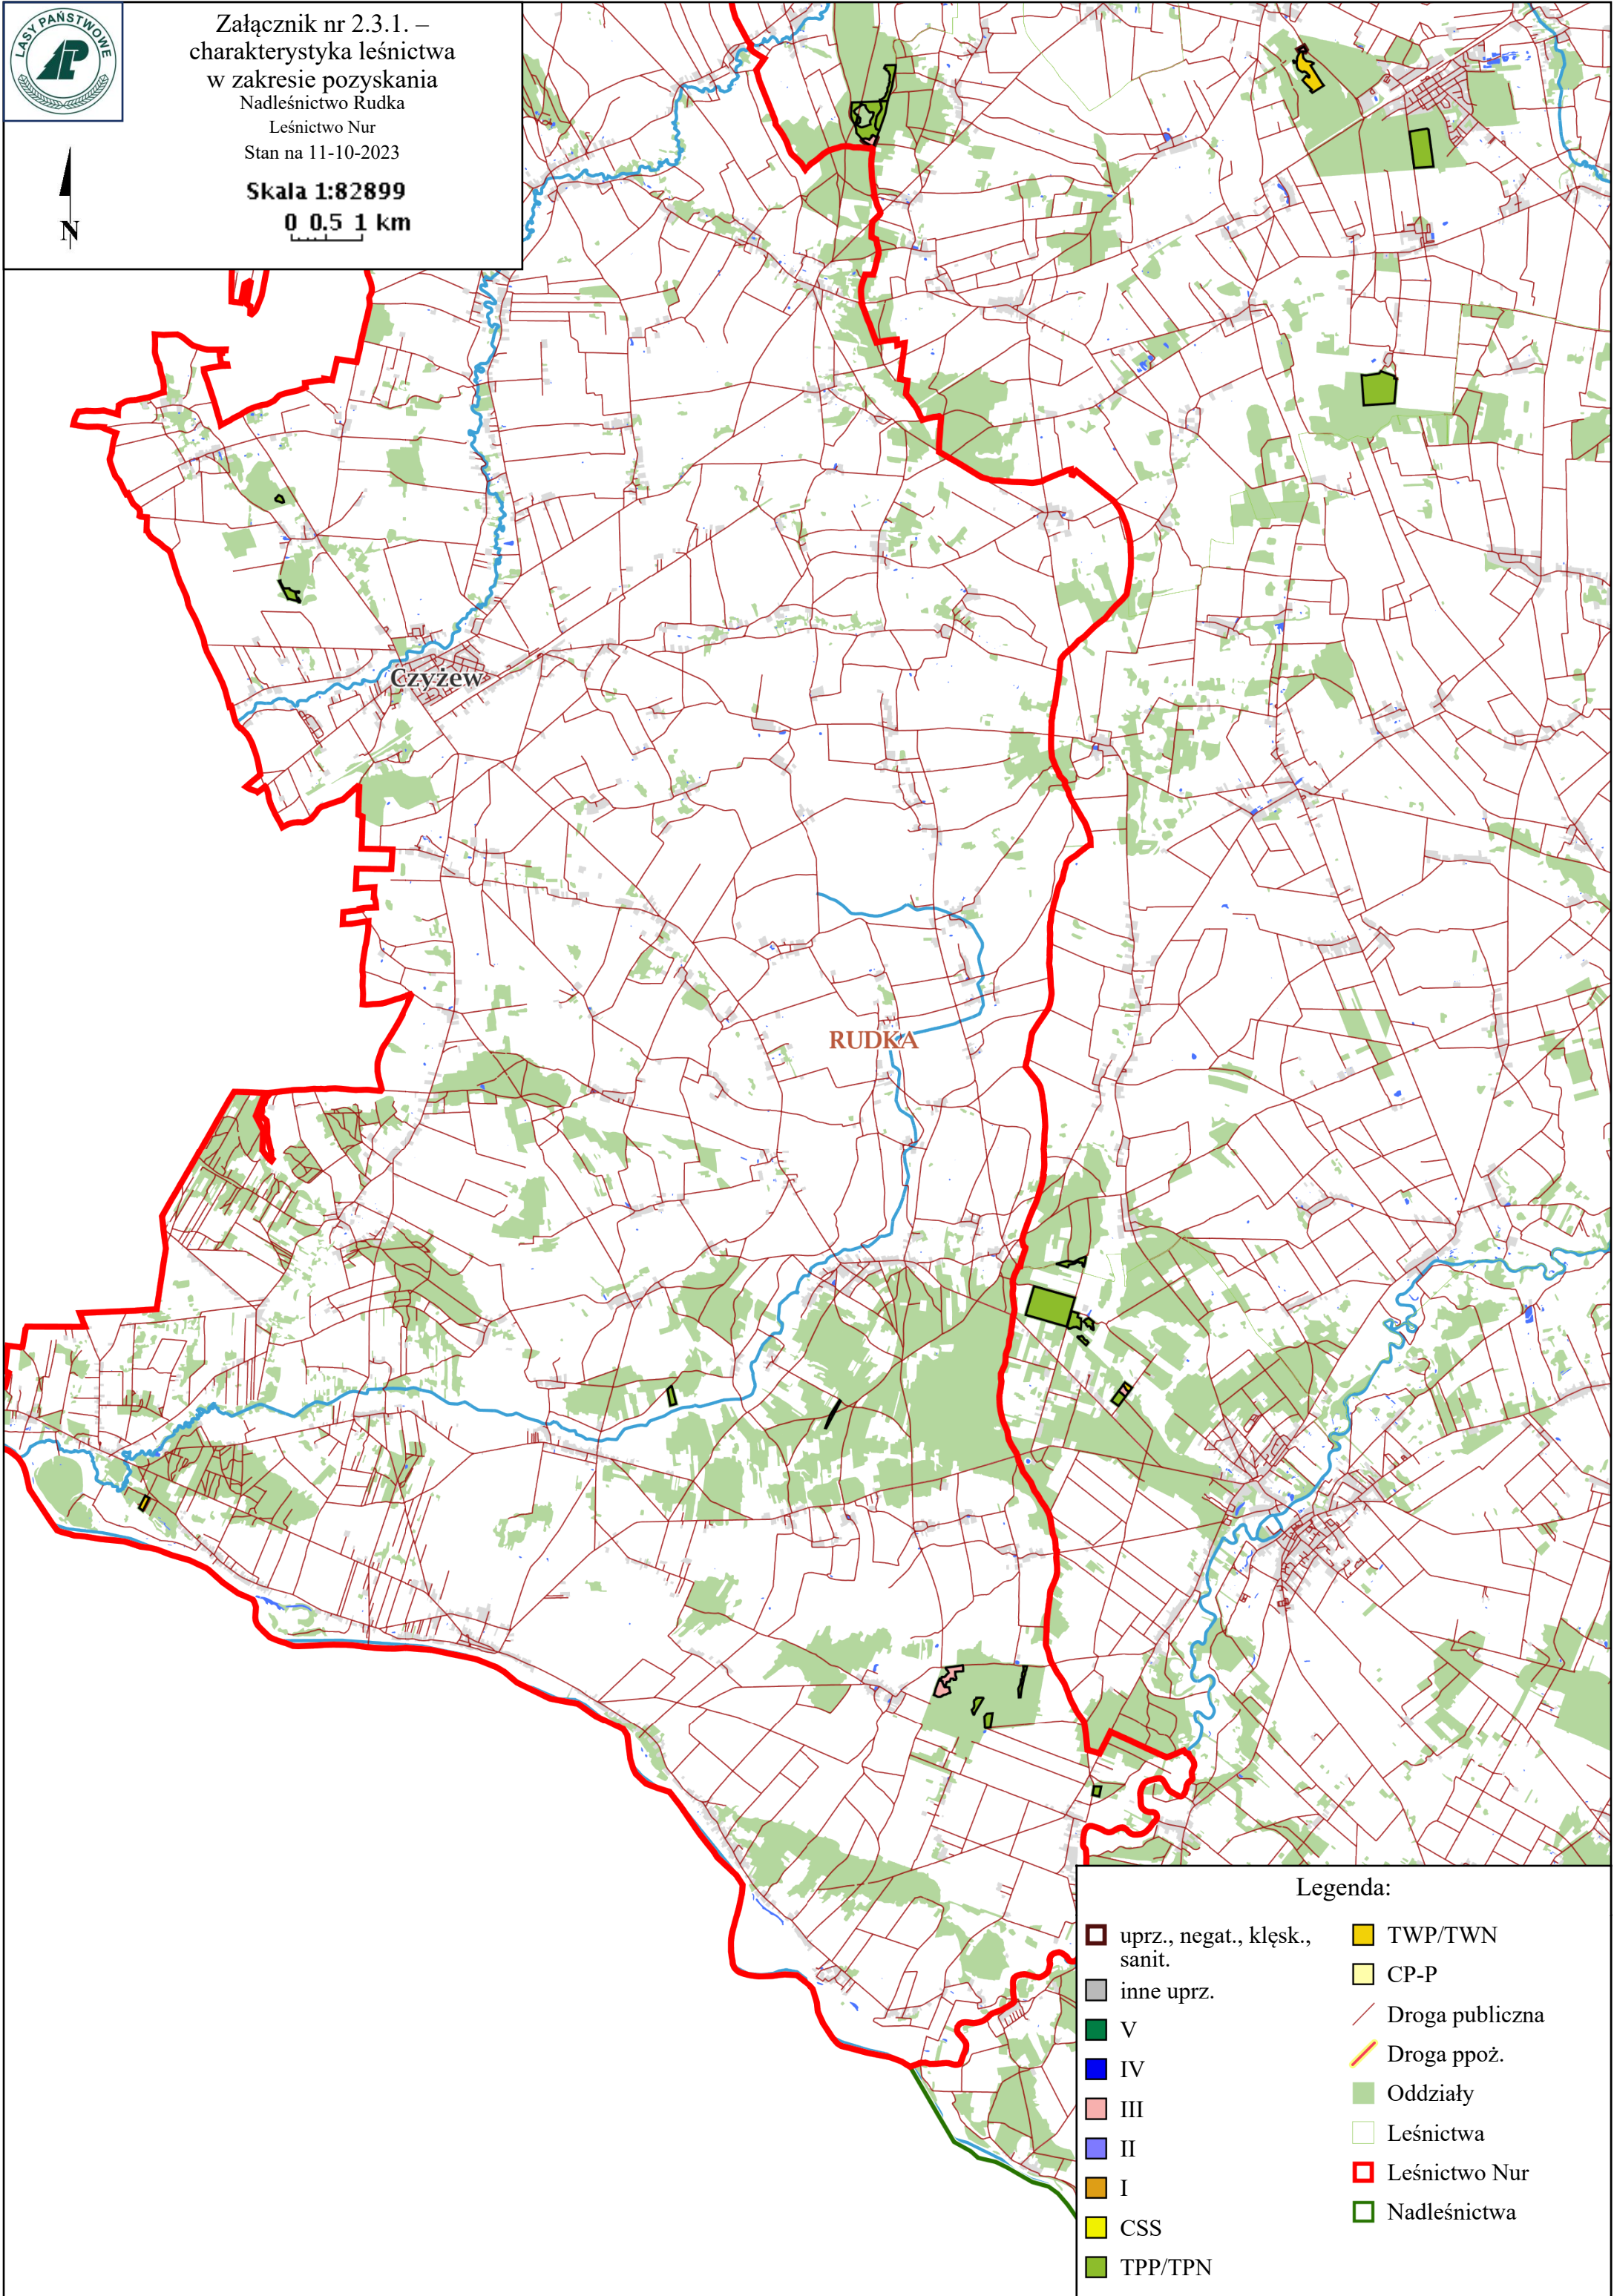 LASY PAŃSTWOWE
Załącznik nr 2.3.1. –
charakterystyka leśnictwa
w zakresie pozyskania
Nadleśnictwo Rudka
Leśnictwo Nur
Stan na 11-10-2023
Skala 1:82899
0 0.5 1 km
N
Czyżew
RUDKA
Legenda:
uprz., negat., klęsk.,
sanit.
inne uprz.
V
IV
III
II
I
CSS
TPP/TPN
TWP/TWN
CP-P
Droga publiczna
Droga ppoż.
Oddziały
Leśnictwa
Leśnictwo Nur
Nadleśnictwa